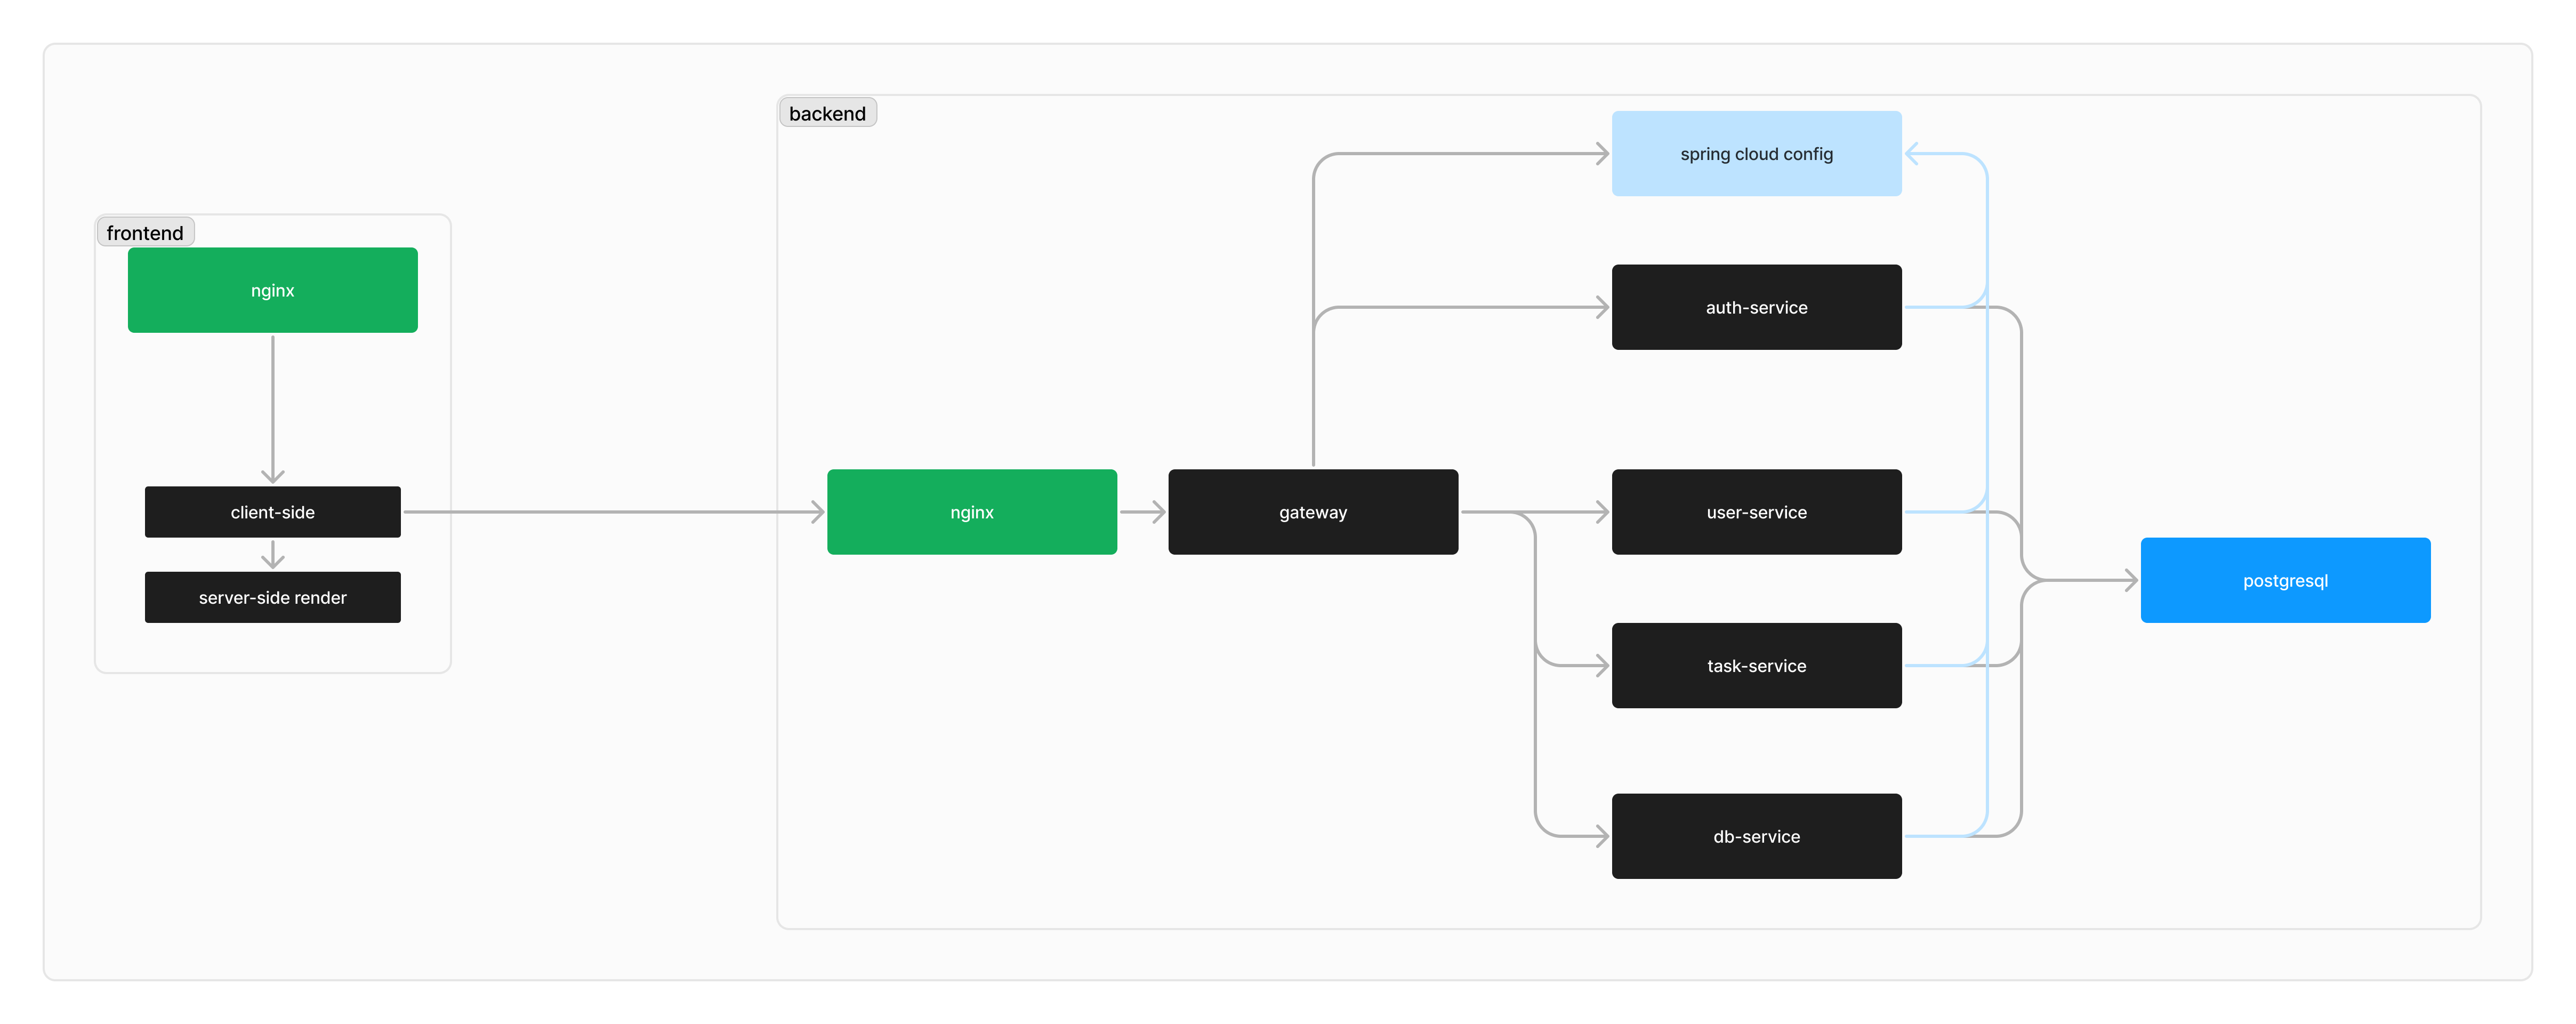 frontend
nginx
client-side
server-side render
backend
nginx
gateway
spring cloud config
auth-service
user-service
task-service
db-service
postgresql